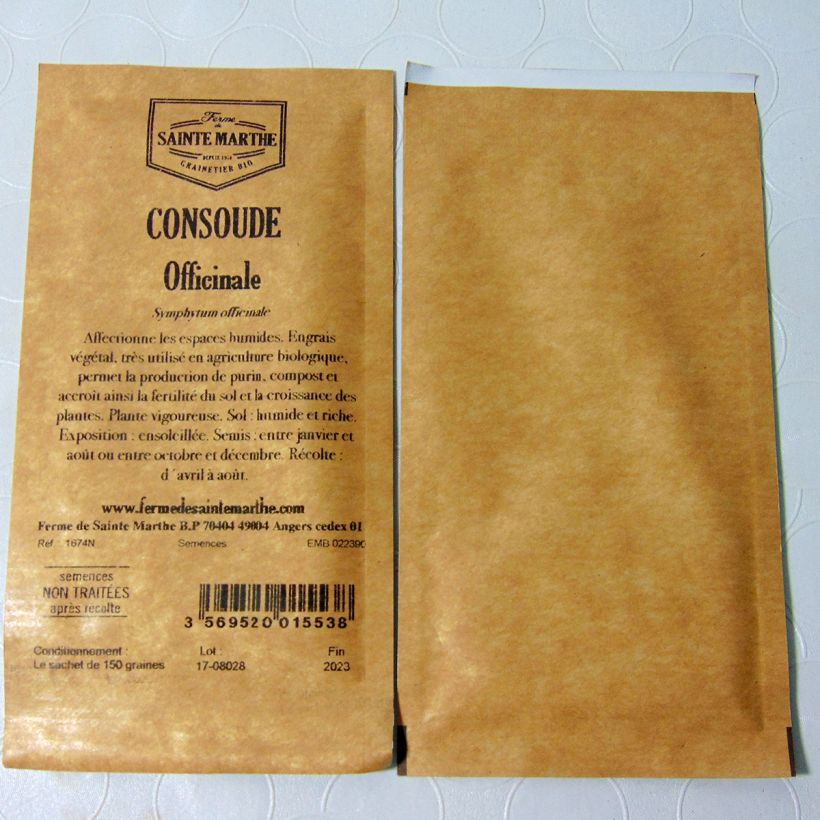 Ferme
de
SAINTE MARTHE
DEPUIS 1974
GRAINETIER BIO
CONSOUDE
Officinale
Symphytum officinale
Affectionne les espaces humides. Engrais
végétal, très utilisé en agriculture biologique,
permet la production de purin, compost et
accroît ainsi la fertilité du sol et la croissance des
plantes. Plante vigoureuse. Sol : humide et riche.
Exposition : ensoleillée. Semis : entre janvier et
août ou entre octobre et décembre. Récolte :
d´avril à août.
www.fermedesaintemarthe.com
Ferme de Sainte Marthe B.P 70404 49004 Angers cedex 01
Réf. : 1674N Semences EMB 02239C
semences
NON TRAITÉES
après récolte
3 569520 015538
Conditionnement : Lot : Fin
Le sachet de 150 graines 17-08028 2023